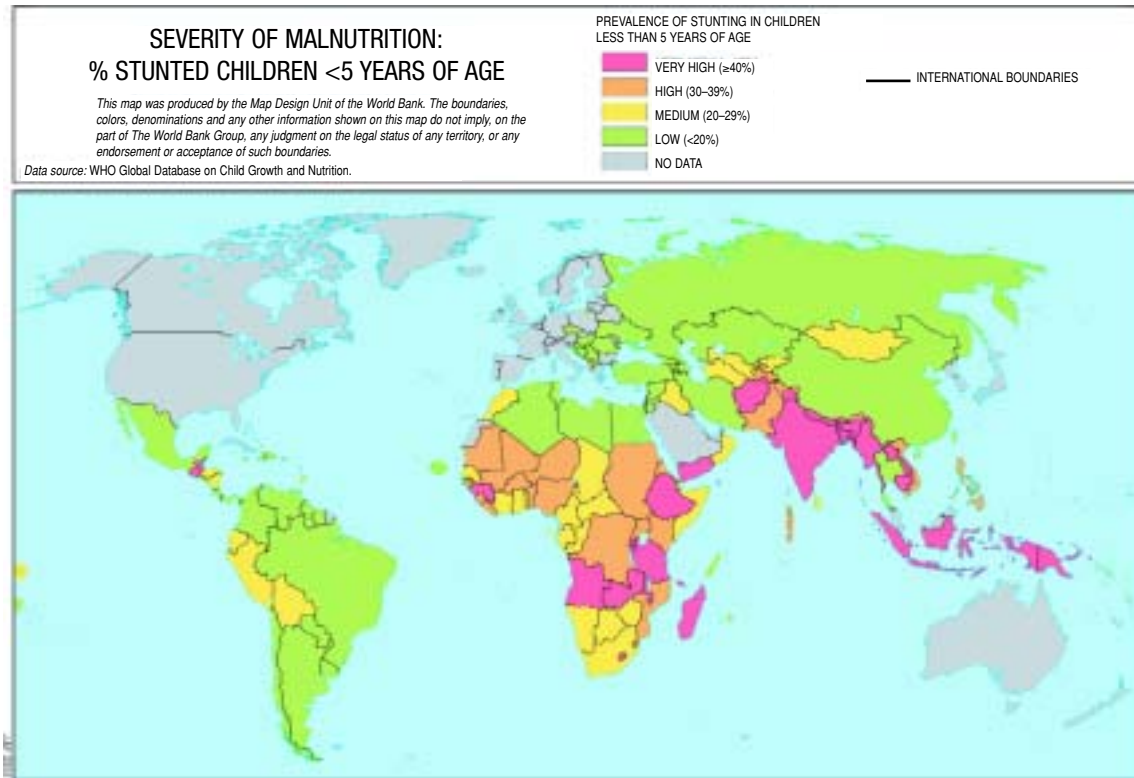 SEVERITY OF MALNUTRITION:
% STUNTED CHILDREN <5 YEARS OF AGE
This map was produced by the Map Design Unit of the World Bank. The boundaries,
colors, denominations and any other information shown on this map do not imply, on the
part of The World Bank Group, any judgment on the legal status of any territory, or any
endorsement or acceptance of such boundaries.
Data source: WHO Global Database on Child Growth and Nutrition.
PREVALENCE OF STUNTING IN CHILDREN
LESS THAN 5 YEARS OF AGE
VERY HIGH (≥40%)
HIGH (30–39%)
MEDIUM (20–29%)
LOW (<20%)
NO DATA
INTERNATIONAL BOUNDARIES